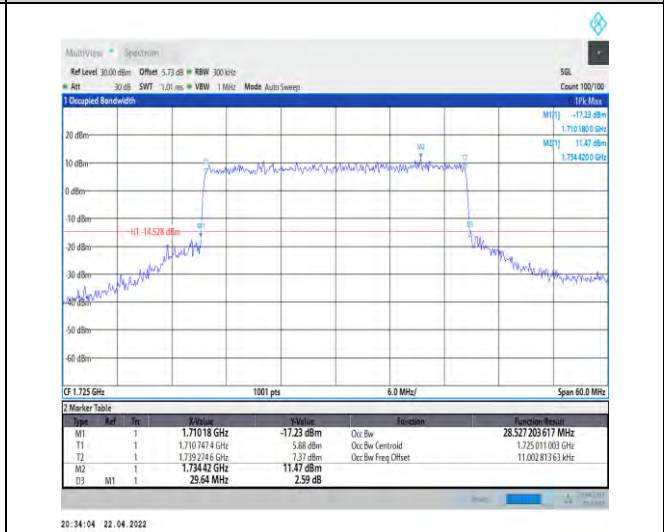 MultiView Spectrum
Ref Level 30.00 dBm Offset 5.73 dB RBW 300 kHz SGL
Att 30 dB SWT 1.01 ms VBW 1 MHz Mode Auto Sweep Count 100/100
1 Occupied Bandwidth 1Pk Max
M1[1] -17.23 dBm
1.710 180 0 GHz
M2[1] 11.47 dBm
1.734 420 0 GHz
20 dBm
M2
T2
10 dBm
0 dBm
-10 dBm
H1 -14.528 dBm
M1
-20 dBm
-30 dBm
-40 dBm
-50 dBm
-60 dBm
CF 1.725 GHz 1001 pts 6.0 MHz/ Span 60.0 MHz
2 Marker Table
Type Ref Trc X-Value Y-Value Function Function Result
M1 1 1.710 18 GHz -17.23 dBm Occ Bw 28.527 203 617 MHz
T1 1 1.710 747 4 GHz 5.88 dBm Occ Bw Centroid 1.725 011 003 GHz
T2 1 1.739 274 6 GHz 7.37 dBm Occ Bw Freq Offset 11.002 813 63 kHz
M2 1 1.734 42 GHz 11.47 dBm
D3 M1 1 29.64 MHz 2.59 dB
20:34:04 22.04.2022